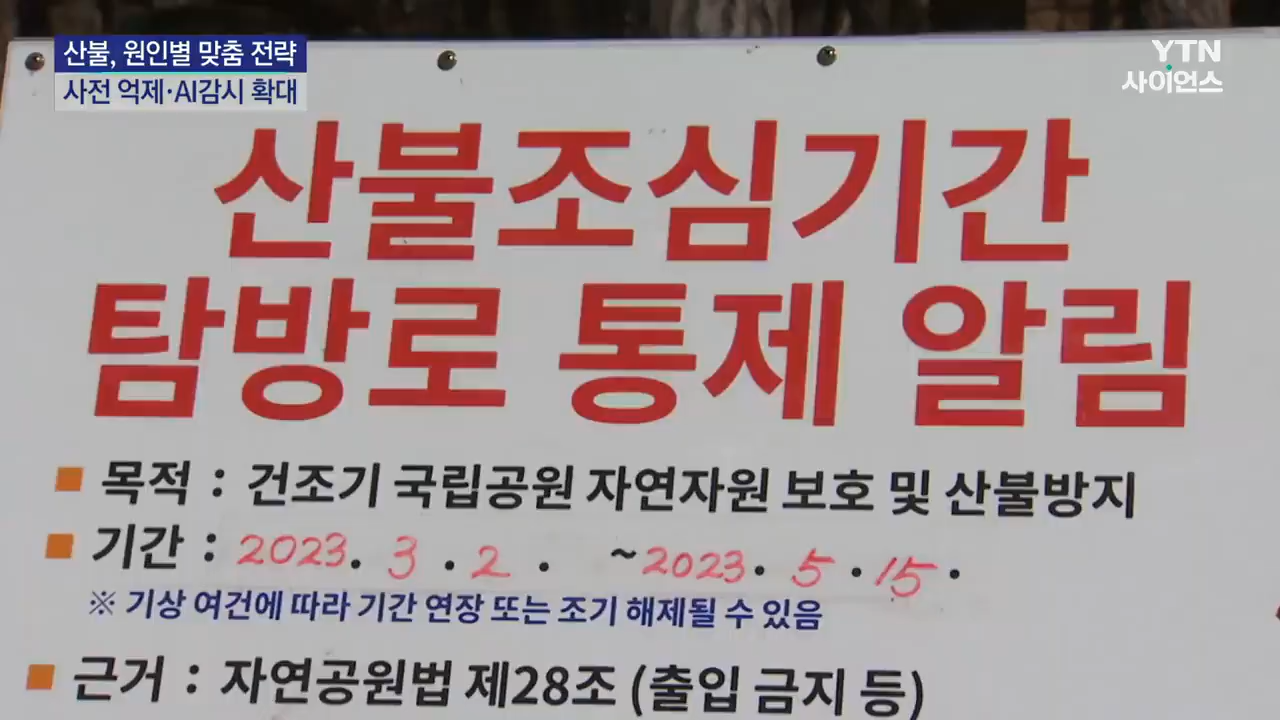 산불, 원인별 맞춤 전략
사전 억제·AI감시 확대
YTN
사이언스
산불조심기간
탐방로 통제 알림
목적 : 건조기 국립공원 자연자원 보호 및 산불방지
기간 : 2023. 3. 2. ~2023. 5. 15.
※ 기상 여건에 따라 기간 연장 또는 조기 해제될 수 있음
근거 : 자연공원법 제28조 (출입 금지 등)